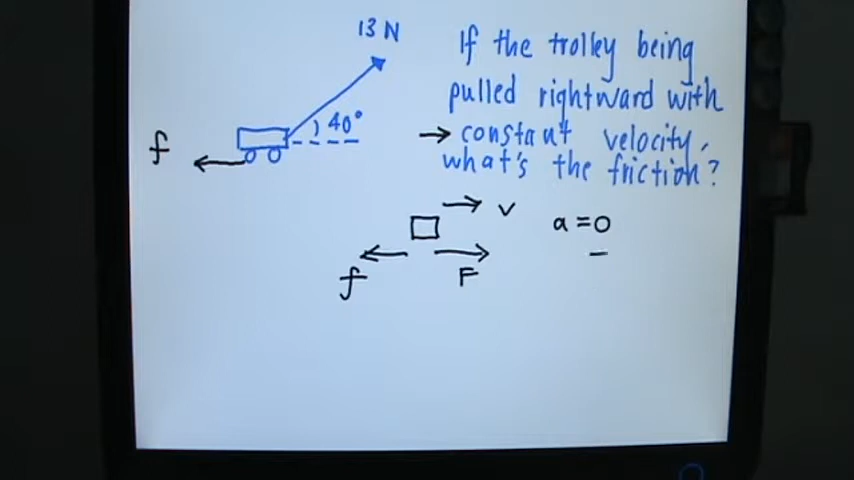 13 N
If the trolley being
pulled rightward with
→ constant velocity,
what's the friction?
40°
f
v
a = 0
f
F